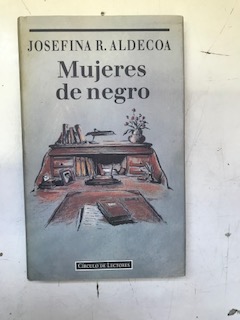 JOSEFINA R. ALDECOA
Mujeres
de negro
CÍRCULO DE LECTORES